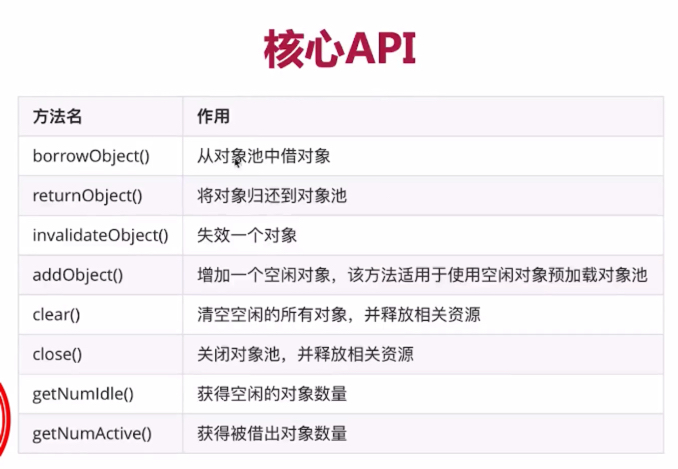 核心API
方法名 作用
borrowObject() 从对象池中借对象
returnObject() 将对象归还到对象池
invalidateObject() 失效一个对象
addObject() 增加一个空闲对象，该方法适用于使用空闲对象预加载对象池
clear() 清空空闲的所有对象，并释放相关资源
close() 关闭对象池，并释放相关资源
getNumIdle() 获得空闲的对象数量
getNumActive() 获得被借出对象数量